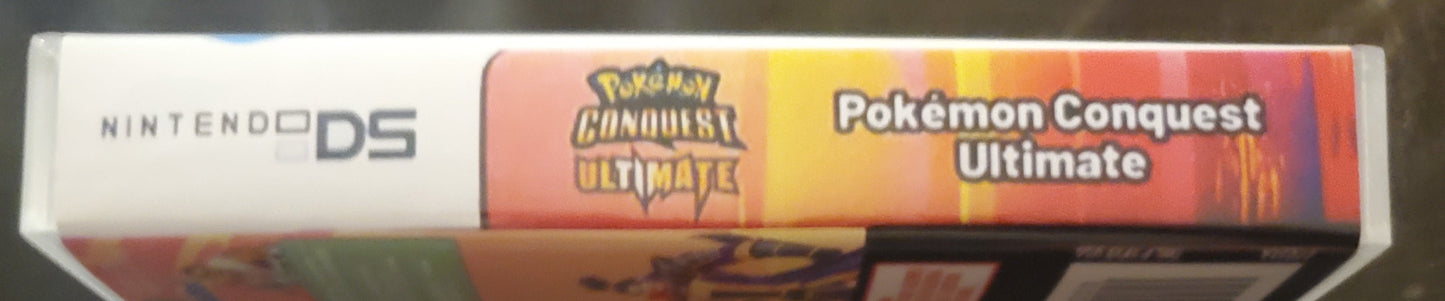 NINTENDO DS
POKéMON
CONQUEST
ULTIMATE
Pokémon Conquest
Ultimate